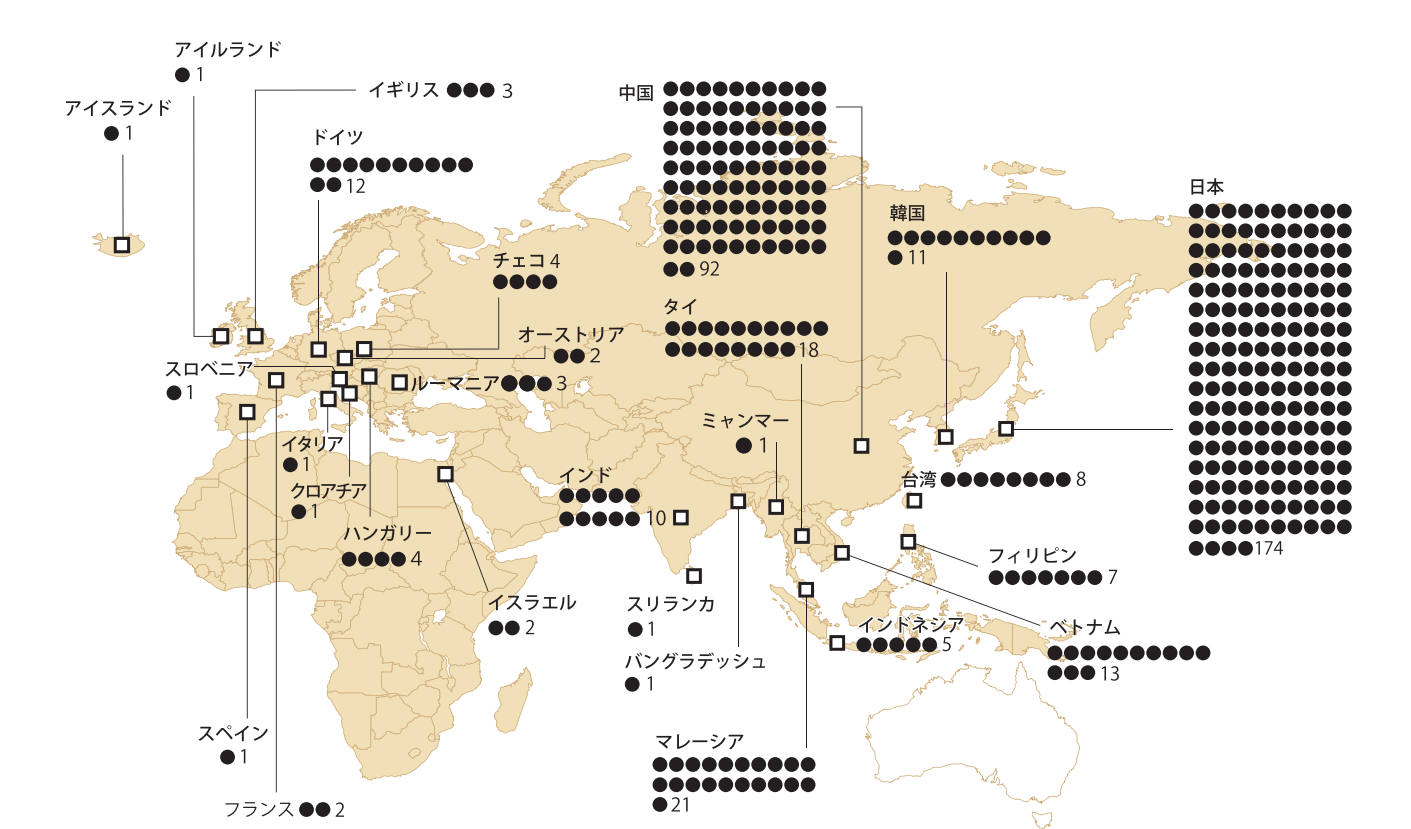 アイルランド
1
アイスランド
1
イギリス 3
ドイツ
12
中国
92
日本
174
韓国
11
チェコ 4
タイ
18
オーストリア
2
スロベニア
1
ルーマニア 3
ミャンマー
1
イタリア
1
クロアチア
1
ハンガリー
4
インド
10
台湾 8
フィリピン
7
イスラエル
2
スリランカ
1
バングラデッシュ
1
インドネシア
5
ベトナム
13
スペイン
1
マレーシア
21
フランス 2